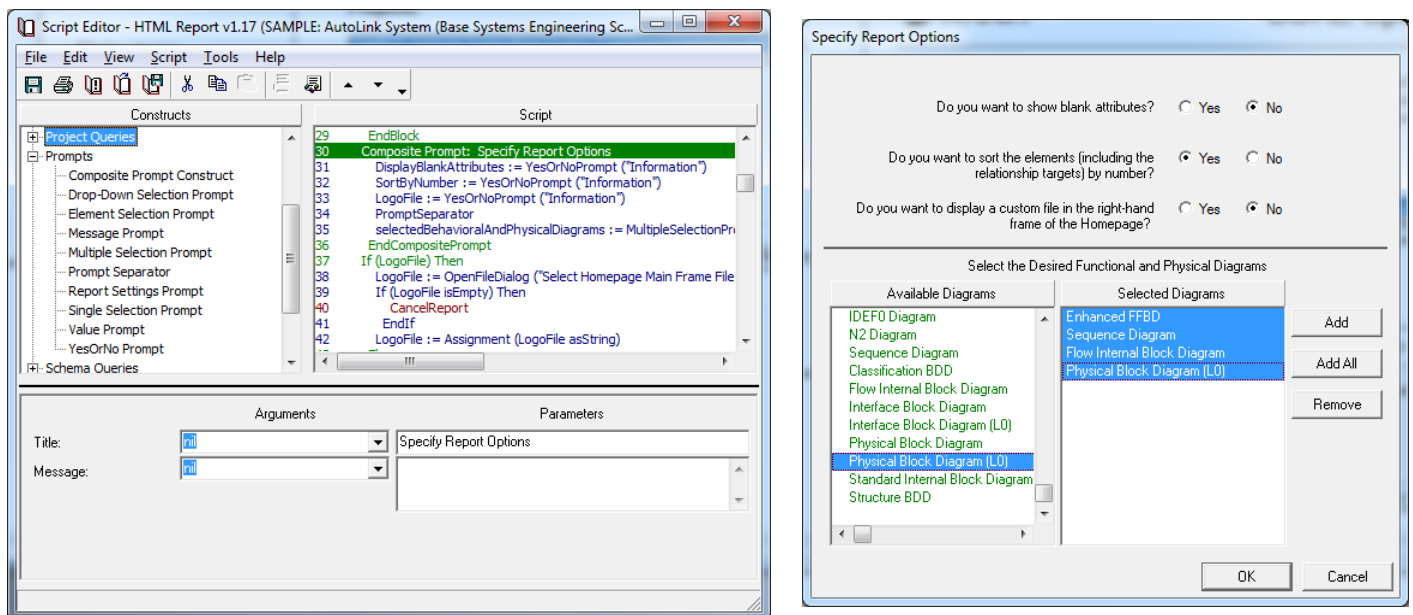 Script Editor - HTML Report v1.17 (SAMPLE: AutoLink System (Base Systems Engineering Sc...
File Edit View Script Tools Help
Constructs
Project Queries
Prompts
Composite Prompt Construct
Drop-Down Selection Prompt
Element Selection Prompt
Message Prompt
Multiple Selection Prompt
Prompt Separator
Report Settings Prompt
Single Selection Prompt
Value Prompt
YesOrNo Prompt
Schema Queries
Script
29 EndBlock
30 Composite Prompt: Specify Report Options
31 DisplayBlankAttributes := YesOrNoPrompt ("Information")
32 SortByNumber := YesOrNoPrompt ("Information")
33 LogoFile := YesOrNoPrompt ("Information")
34 PromptSeparator
35 selectedBehavioralAndPhysicalDiagrams := MultipleSelectionPr
36 EndCompositePrompt
37 If (LogoFile) Then
38 LogoFile := OpenFileDialog ("Select Homepage Main Frame File
39 If (LogoFile isEmpty) Then
40 CancelReport
41 EndIf
42 LogoFile := Assignment (LogoFile asString)
Arguments Parameters
Title: nil Specify Report Options
Message: nil
Specify Report Options
Do you want to show blank attributes? Yes No
Do you want to sort the elements (including the
relationship targets) by number? Yes No
Do you want to display a custom file in the right-hand
frame of the Homepage? Yes No
Select the Desired Functional and Physical Diagrams
Available Diagrams
IDEF0 Diagram
N2 Diagram
Sequence Diagram
Classification BDD
Flow Internal Block Diagram
Interface Block Diagram
Interface Block Diagram (L0)
Physical Block Diagram
Physical Block Diagram (L0)
Standard Internal Block Diagram
Structure BDD
Selected Diagrams
Enhanced FFBD
Sequence Diagram
Flow Internal Block Diagram
Physical Block Diagram (L0)
Add
Add All
Remove
OK Cancel